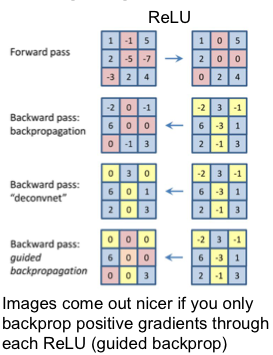 ReLU
Forward pass
1 -1 5 1 0 5
2 -5 -7 2 0 0
-3 2 4 0 2 4
Backward pass:
backpropagation
-2 0 -1 -2 3 -1
6 0 0 6 -3 1
0 -1 3 2 -1 3
Backward pass:
"deconvnet"
0 3 0 -2 3 -1
6 0 1 6 -3 1
2 0 3 2 -1 3
Backward pass:
guided
backpropagation
0 0 0 -2 3 -1
6 0 0 6 -3 1
0 0 3 2 -1 3
Images come out nicer if you only
backprop positive gradients through
each ReLU (guided backprop)